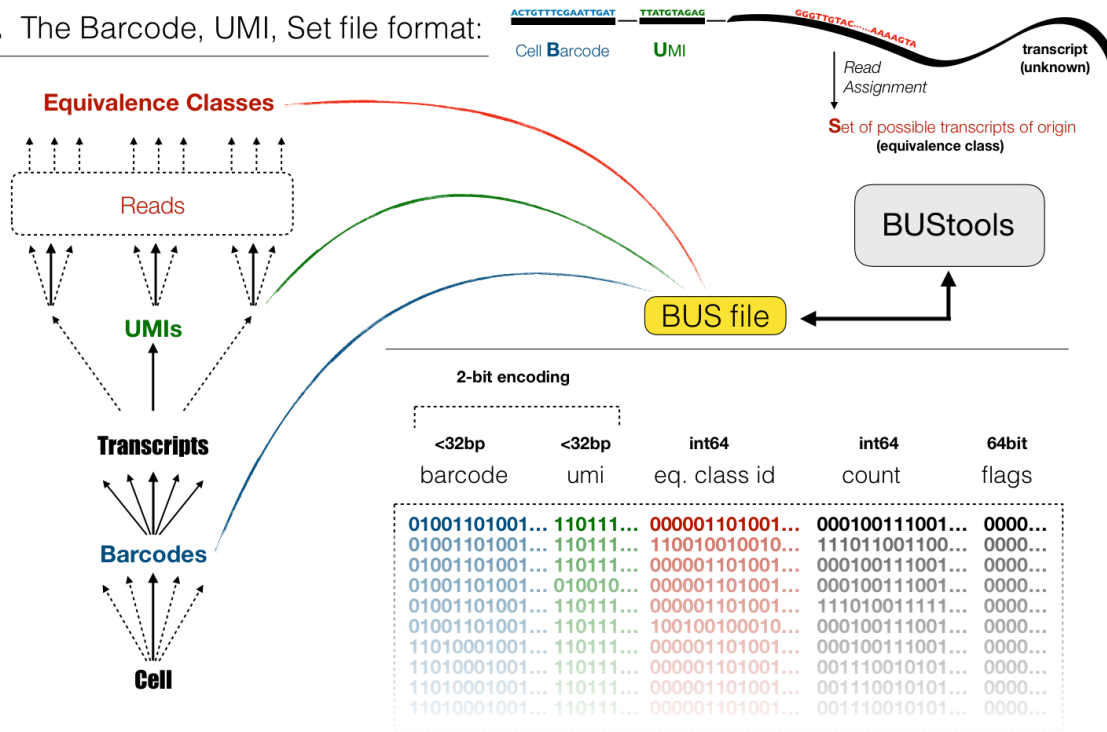 . The Barcode, UMI, Set file format:
ACTGTTTCGAATTGAT TTATGTAGAG GGGTTGTAC......AAAAGTA
Cell Barcode UMI
transcript
(unknown)
Read
Assignment
Set of possible transcripts of origin
(equivalence class)
Equivalence Classes
Reads
UMIs
Transcripts
Barcodes
Cell
BUStools
BUS file
2-bit encoding
<32bp <32bp int64 int64 64bit
barcode umi eq. class id count flags
01001101001... 110111... 000001101001... 000100111001... 0000...
01001101001... 110111... 110010010010... 111011001100... 0000...
01001101001... 110111... 000001101001... 000100111001... 0000...
01001101001... 010010... 000001101001... 000100111001... 0000...
01001101001... 110111... 000001101001... 111010011111... 0000...
01001101001... 110111... 100100100010... 000100111001... 0000...
11010001001... 110111... 000001101001... 000100111001... 0000...
11010001001... 110111... 000001101001... 001110010101... 0000...
11010001001... 110111... 000001101001... 001110010101... 0000...
11010001001... 110111... 000001101001... 001110010101... 0000...